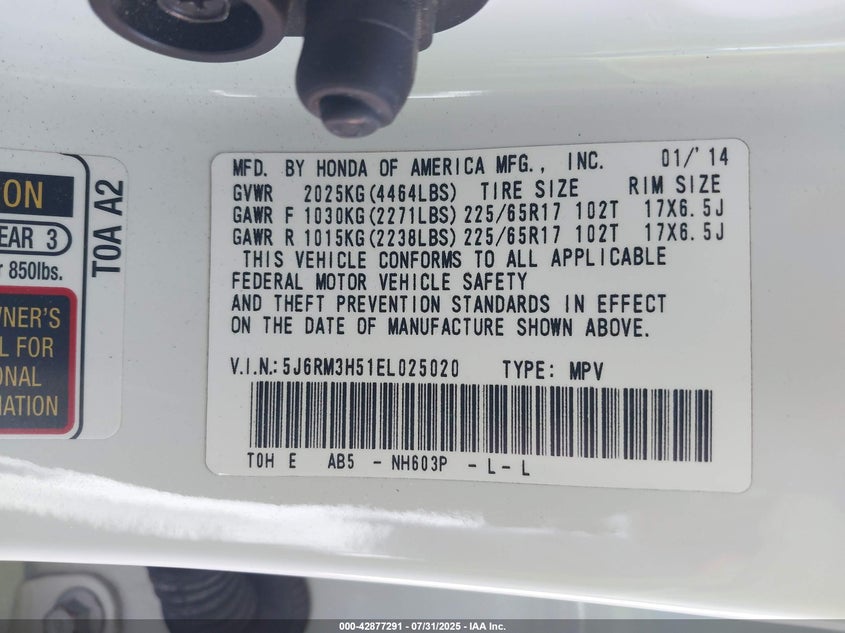 ION
EAR 3
r 850lbs.
WNER'S
L FOR
ONAL
MATION
T0A A2
MFD. BY HONDA OF AMERICA MFG., INC. 01/'14
GVWR 2025KG(4464LBS) TIRE SIZE RIM SIZE
GAWR F 1030KG(2271LBS) 225/65R17 102T 17X6.5J
GAWR R 1015KG(2238LBS) 225/65R17 102T 17X6.5J
THIS VEHICLE CONFORMS TO ALL APPLICABLE
FEDERAL MOTOR VEHICLE SAFETY
AND THEFT PREVENTION STANDARDS IN EFFECT
ON THE DATE OF MANUFACTURE SHOWN ABOVE.
V.I.N.: 5J6RM3H51EL025020 TYPE: MPV
T0H E AB5 - NH603P - L - L
000-42877291 - 07/31/2025 - IAA Inc.